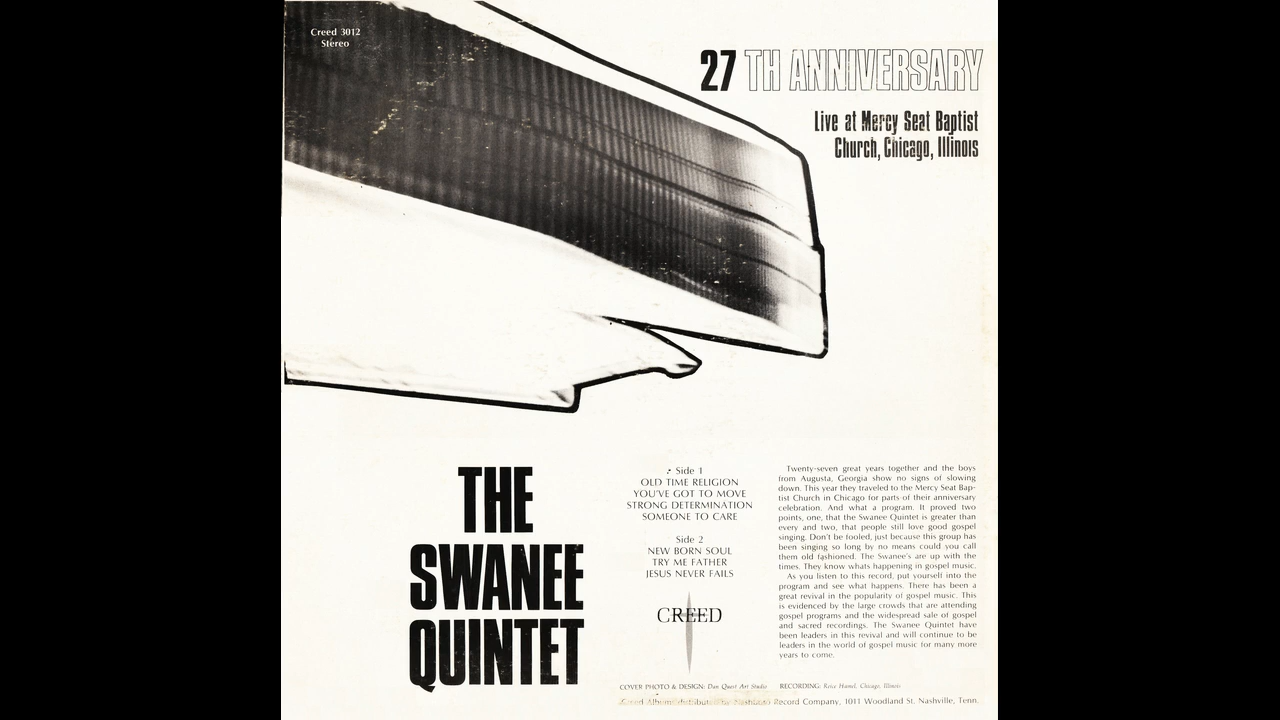 Creed 3012
Stereo
27 TH ANNIVERSARY
Live at Mercy Seat Baptist
Church, Chicago, Illinois
THE
SWANEE
QUINTET
Side 1
OLD TIME RELIGION
YOU'VE GOT TO MOVE
STRONG DETERMINATION
SOMEONE TO CARE
Side 2
NEW BORN SOUL
TRY ME FATHER
JESUS NEVER FAILS
CREED
Twenty-seven great years together and the boys
from Augusta, Georgia show no signs of slowing
down. This year they traveled to the Mercy Seat Bap-
tist Church in Chicago for parts of their anniversary
celebration. And what a program. It proved two
points, one, that the Swanee Quintet is greater than
every and two, that people still love good gospel
singing. Don't be fooled, just because this group has
been singing so long by no means could you call
them old fashioned. The Swanee's are up with the
times. They know whats happening in gospel music.
As you listen to this record, put yourself into the
program and see what happens. There has been a
great revival in the popularity of gospel music. This
is evidenced by the large crowds that are attending
gospel programs and the widespread sale of gospel
and sacred recordings. The Swanee Quintet have
been leaders in this revival and will continue to be
leaders in the world of gospel music for many more
years to come.
COVER PHOTO & DESIGN: Dan Quest Art Studio RECORDING: Reice Hamel, Chicago, Illinois
Creed Albums distributed by Nashboro Record Company, 1011 Woodland St. Nashville, Tenn.